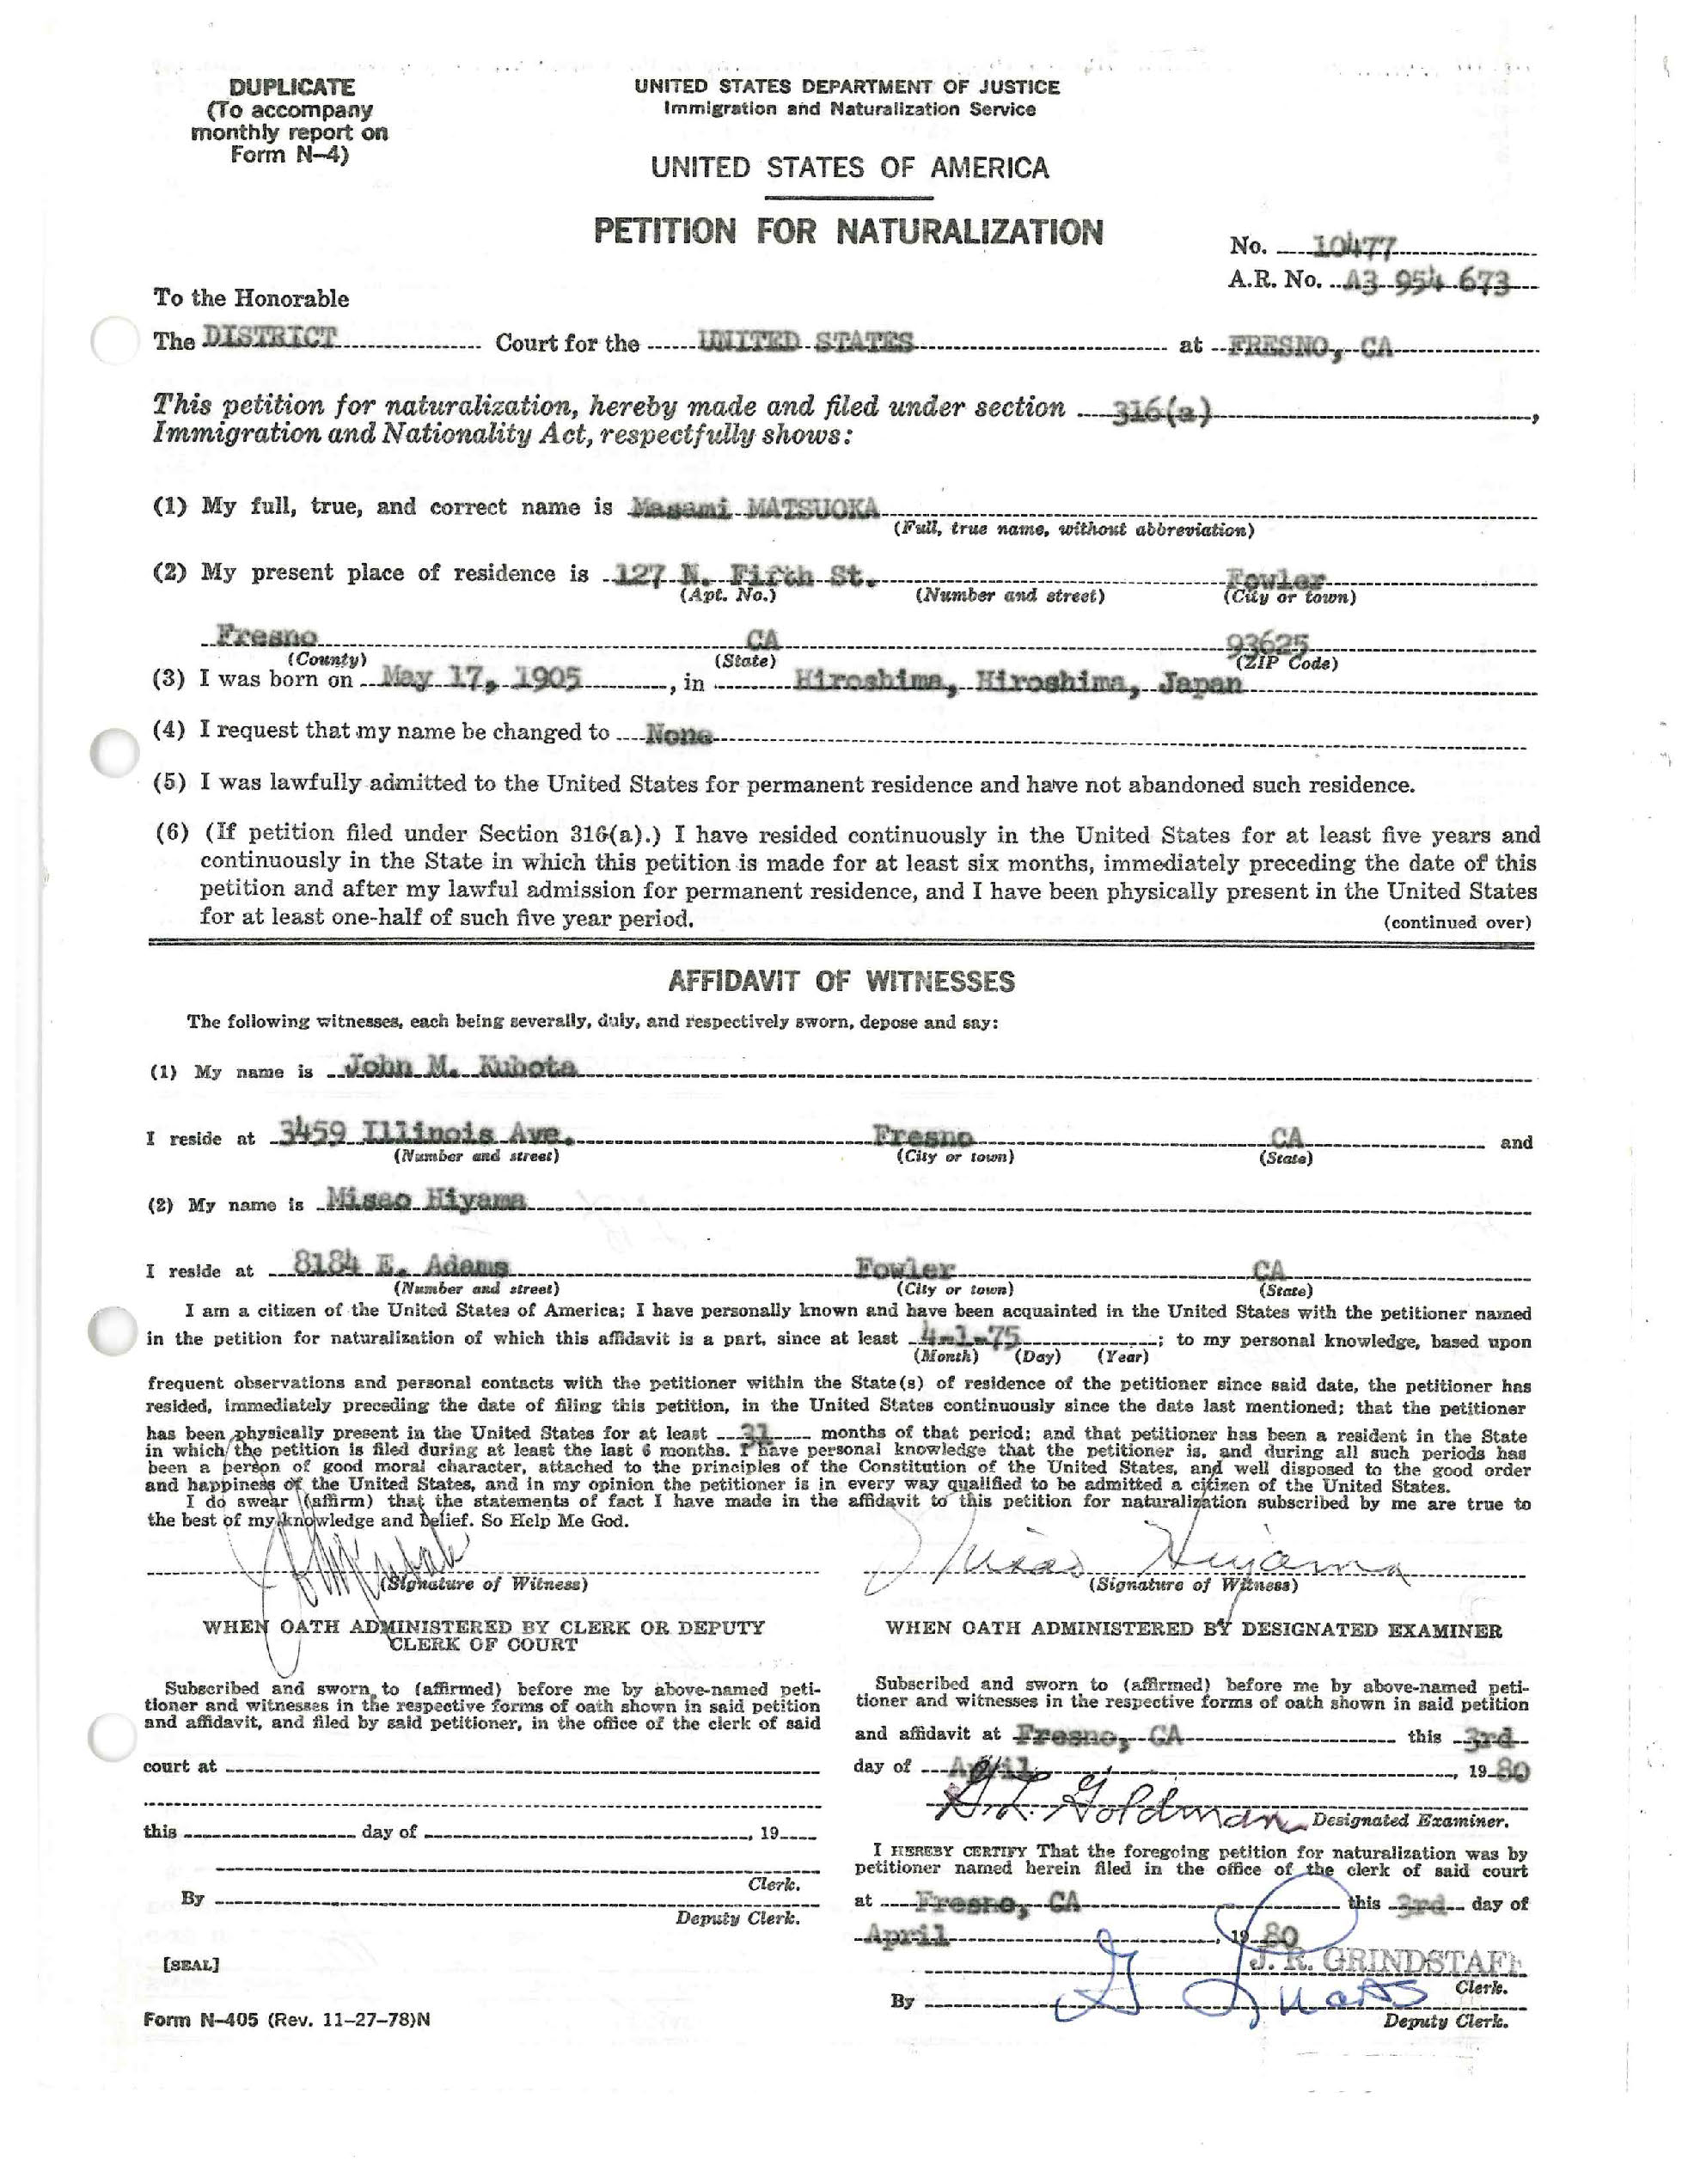 DUPLICATE
(To accompany
monthly report on
Form N-4)
UNITED STATES DEPARTMENT OF JUSTICE
Immigration and Naturalization Service
UNITED STATES OF AMERICA
PETITION FOR NATURALIZATION
No. 10477
A.R. No. A3 954 673
To the Honorable
The DISTRICT Court for the UNITED STATES at FRESNO, CA
This petition for naturalization, hereby made and filed under section 316(a),
Immigration and Nationality Act, respectfully shows:
(1) My full, true, and correct name is Masami MATSUOKA
(Full, true name, without abbreviation)
(2) My present place of residence is 127 N. Fifth St. Fowler
(Apt. No.) (Number and street) (City or town)
Fresno CA 93625
(County) (State) (ZIP Code)
(3) I was born on May 17, 1905, in Hiroshima, Hiroshima, Japan
(4) I request that my name be changed to None
(5) I was lawfully admitted to the United States for permanent residence and have not abandoned such residence.
(6) (If petition filed under Section 316(a).) I have resided continuously in the United States for at least five years and
continuously in the State in which this petition is made for at least six months, immediately preceding the date of this
petition and after my lawful admission for permanent residence, and I have been physically present in the United States
for at least one-half of such five year period. (continued over)
AFFIDAVIT OF WITNESSES
The following witnesses, each being severally, duly, and respectively sworn, depose and say:
(1) My name is John M. Kubota
I reside at 3459 Illinois Ave. Fresno CA and
(Number and street) (City or town) (State)
(2) My name is Misao Hiyama
I reside at 8184 E. Adams Fowler CA
(Number and street) (City or town) (State)
I am a citizen of the United States of America; I have personally known and have been acquainted in the United States with the petitioner named
in the petition for naturalization of which this affidavit is a part, since at least 4-1-75; to my personal knowledge, based upon
(Month) (Day) (Year)
frequent observations and personal contacts with the petitioner within the State(s) of residence of the petitioner since said date, the petitioner has
resided, immediately preceding the date of filing this petition, in the United States continuously since the date last mentioned; that the petitioner
has been physically present in the United States for at least 31 months of that period; and that petitioner has been a resident in the State
in which the petition is filed during at least the last 6 months. I have personal knowledge that the petitioner is, and during all such periods has
been a person of good moral character, attached to the principles of the Constitution of the United States, and well disposed to the good order
and happiness of the United States, and in my opinion the petitioner is in every way qualified to be admitted a citizen of the United States.
I do swear (affirm) that the statements of fact I have made in the affidavit to this petition for naturalization subscribed by me are true to
the best of my knowledge and belief. So Help Me God.
John M Kubota Misao Hiyama
(Signature of Witness) (Signature of Witness)
WHEN OATH ADMINISTERED BY CLERK OR DEPUTY
CLERK OF COURT
Subscribed and sworn to (affirmed) before me by above-named peti-
tioner and witnesses in the respective forms of oath shown in said petition
and affidavit, and filed by said petitioner, in the office of the clerk of said
court at
this day of , 19
Clerk.
By
Deputy Clerk.
[SEAL]
Form N-405 (Rev. 11-27-78)N
WHEN OATH ADMINISTERED BY DESIGNATED EXAMINER
Subscribed and sworn to (affirmed) before me by above-named peti-
tioner and witnesses in the respective forms of oath shown in said petition
and affidavit at Fresno, CA this 3rd
day of April, 19 80
G.L. Goldman Designated Examiner.
I HEREBY CERTIFY That the foregoing petition for naturalization was by
petitioner named herein filed in the office of the clerk of said court
at Fresno, CA this 3rd day of
April, 19 80
J. R. GRINDSTAFF
Clerk.
By
Deputy Clerk.